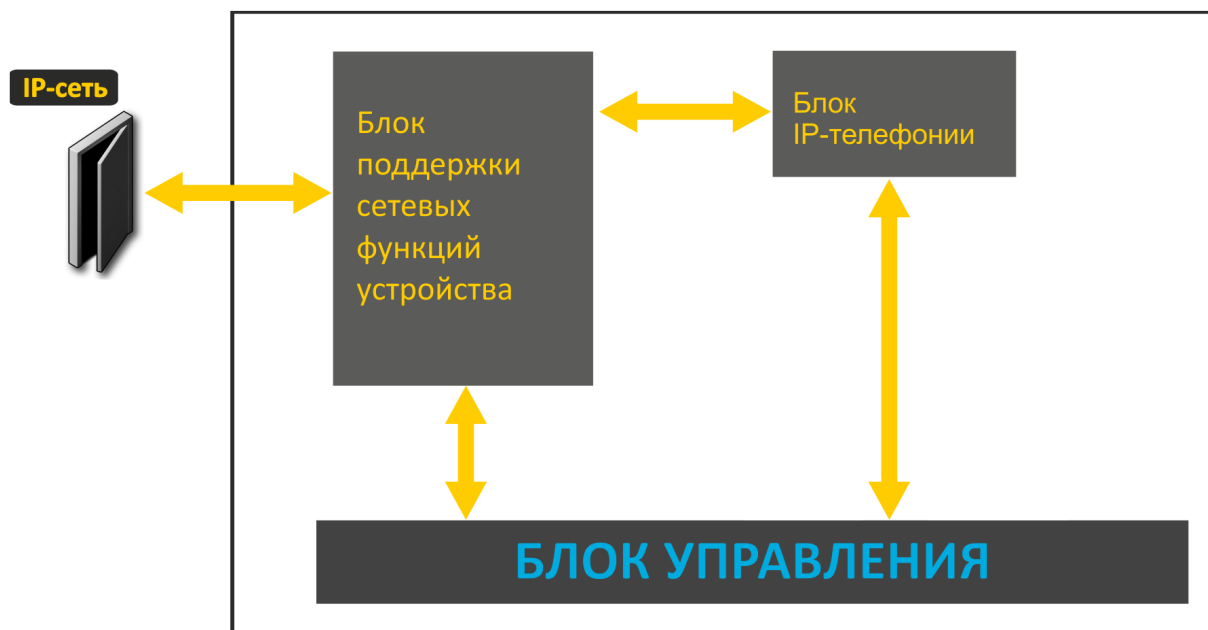 IP-сеть
Блок
поддержки
сетевых
функций
устройства
Блок
IP-телефонии
БЛОК УПРАВЛЕНИЯ